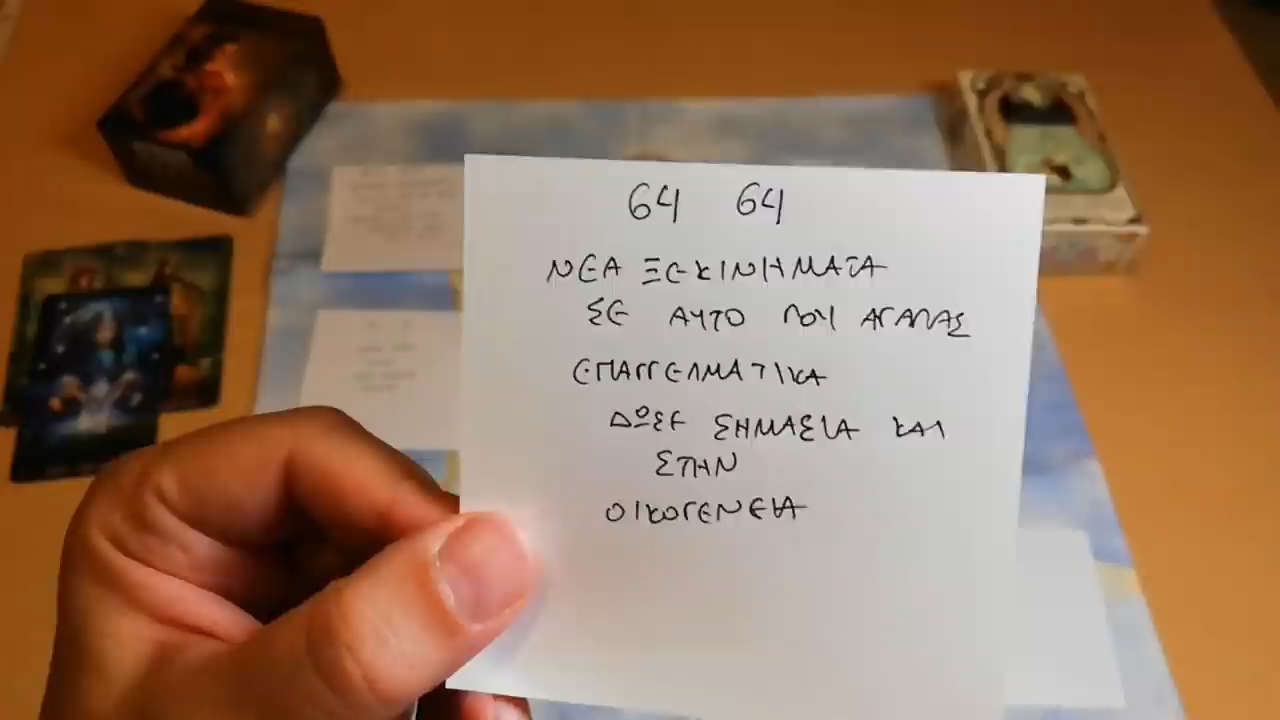 64 64
ΝΕΑ ΞΕΚΙΝΗΜΑΤΑ
ΣΕ ΑΥΤΟ ΠΟΥ ΑΓΑΠΑΣ
ΕΠΑΓΓΕΛΜΑΤΙΚΑ
ΔΩΣΕ ΣΗΜΑΣΙΑ ΚΑΙ
ΣΤΗΝ
ΟΙΚΟΓΕΝΕΙΑ